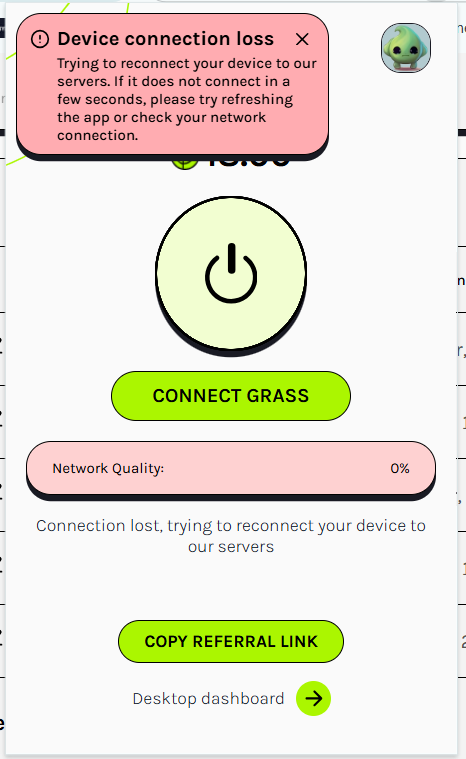 Device connection loss
Trying to reconnect your device to our
servers. If it does not connect in a
few seconds, please try refreshing
the app or check your network
connection.
CONNECT GRASS
Network Quality: 0%
Connection lost, trying to reconnect your device to
our servers
COPY REFERRAL LINK
Desktop dashboard